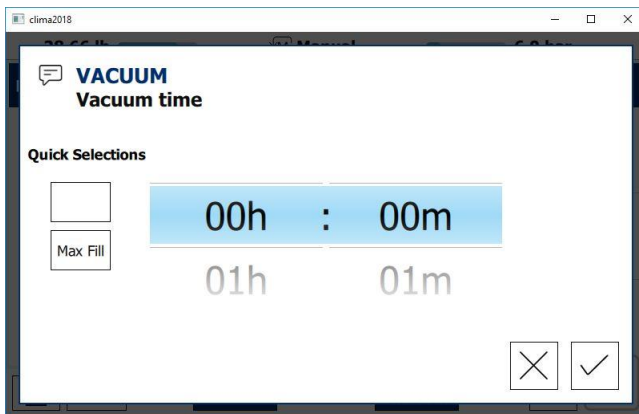 clima2018
VACUUM
Vacuum time
Quick Selections
Max Fill
00h : 00m
01h 01m